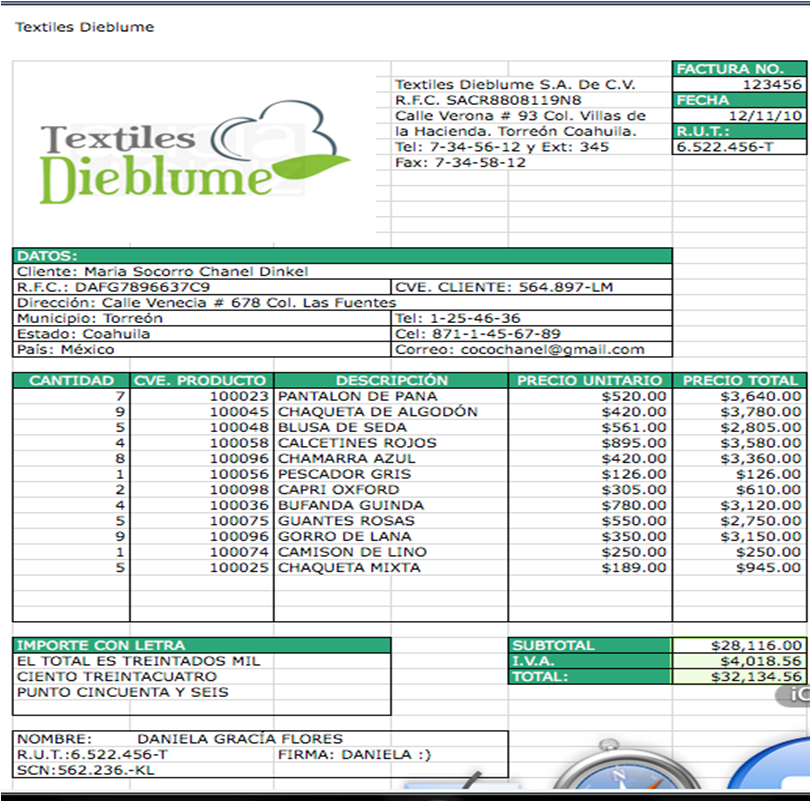 Textiles Dieblume
Textiles
Dieblume
Textiles Dieblume S.A. De C.V.
R.F.C. SACR8808119N8
Calle Verona # 93 Col. Villas de
la Hacienda. Torreón Coahuila.
Tel: 7-34-56-12 y Ext: 345
Fax: 7-34-58-12
FACTURA NO.
123456
FECHA
12/11/10
R.U.T.:
6.522.456-T
DATOS:
Cliente: Maria Socorro Chanel Dinkel
R.F.C.: DAFG7896637C9 CVE. CLIENTE: 564.897-LM
Dirección: Calle Venecia # 678 Col. Las Fuentes
Municipio: Torreón Tel: 1-25-46-36
Estado: Coahuila Cel: 871-1-45-67-89
País: México Correo: cocochanel@gmail.com
CANTIDAD CVE. PRODUCTO DESCRIPCIÓN PRECIO UNITARIO PRECIO TOTAL
7 100023 PANTALON DE PANA $520.00 $3,640.00
9 100045 CHAQUETA DE ALGODÓN $420.00 $3,780.00
5 100048 BLUSA DE SEDA $561.00 $2,805.00
4 100058 CALCETINES ROJOS $895.00 $3,580.00
8 100096 CHAMARRA AZUL $420.00 $3,360.00
1 100056 PESCADOR GRIS $126.00 $126.00
2 100098 CAPRI OXFORD $305.00 $610.00
4 100036 BUFANDA GUINDA $780.00 $3,120.00
5 100075 GUANTES ROSAS $550.00 $2,750.00
9 100096 GORRO DE LANA $350.00 $3,150.00
1 100074 CAMISON DE LINO $250.00 $250.00
5 100025 CHAQUETA MIXTA $189.00 $945.00
IMPORTE CON LETRA
EL TOTAL ES TREINTADOS MIL
CIENTO TREINTACUATRO
PUNTO CINCUENTA Y SEIS
SUBTOTAL $28,116.00
I.V.A. $4,018.56
TOTAL: $32,134.56
NOMBRE: DANIELA GRACÍA FLORES
R.U.T.:6.522.456-T FIRMA: DANIELA :)
SCN:562.236.-KL